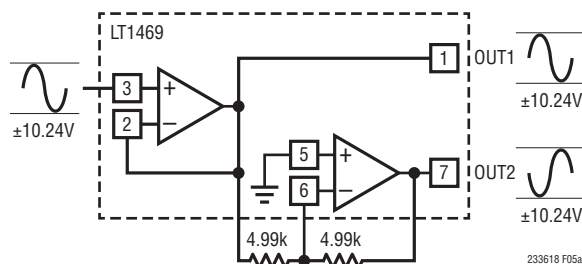 LT1469
3
+
±10.24V
2
–
1
OUT1
±10.24V
5
+
6
–
7
OUT2
±10.24V
4.99k
4.99k
233618 F05a